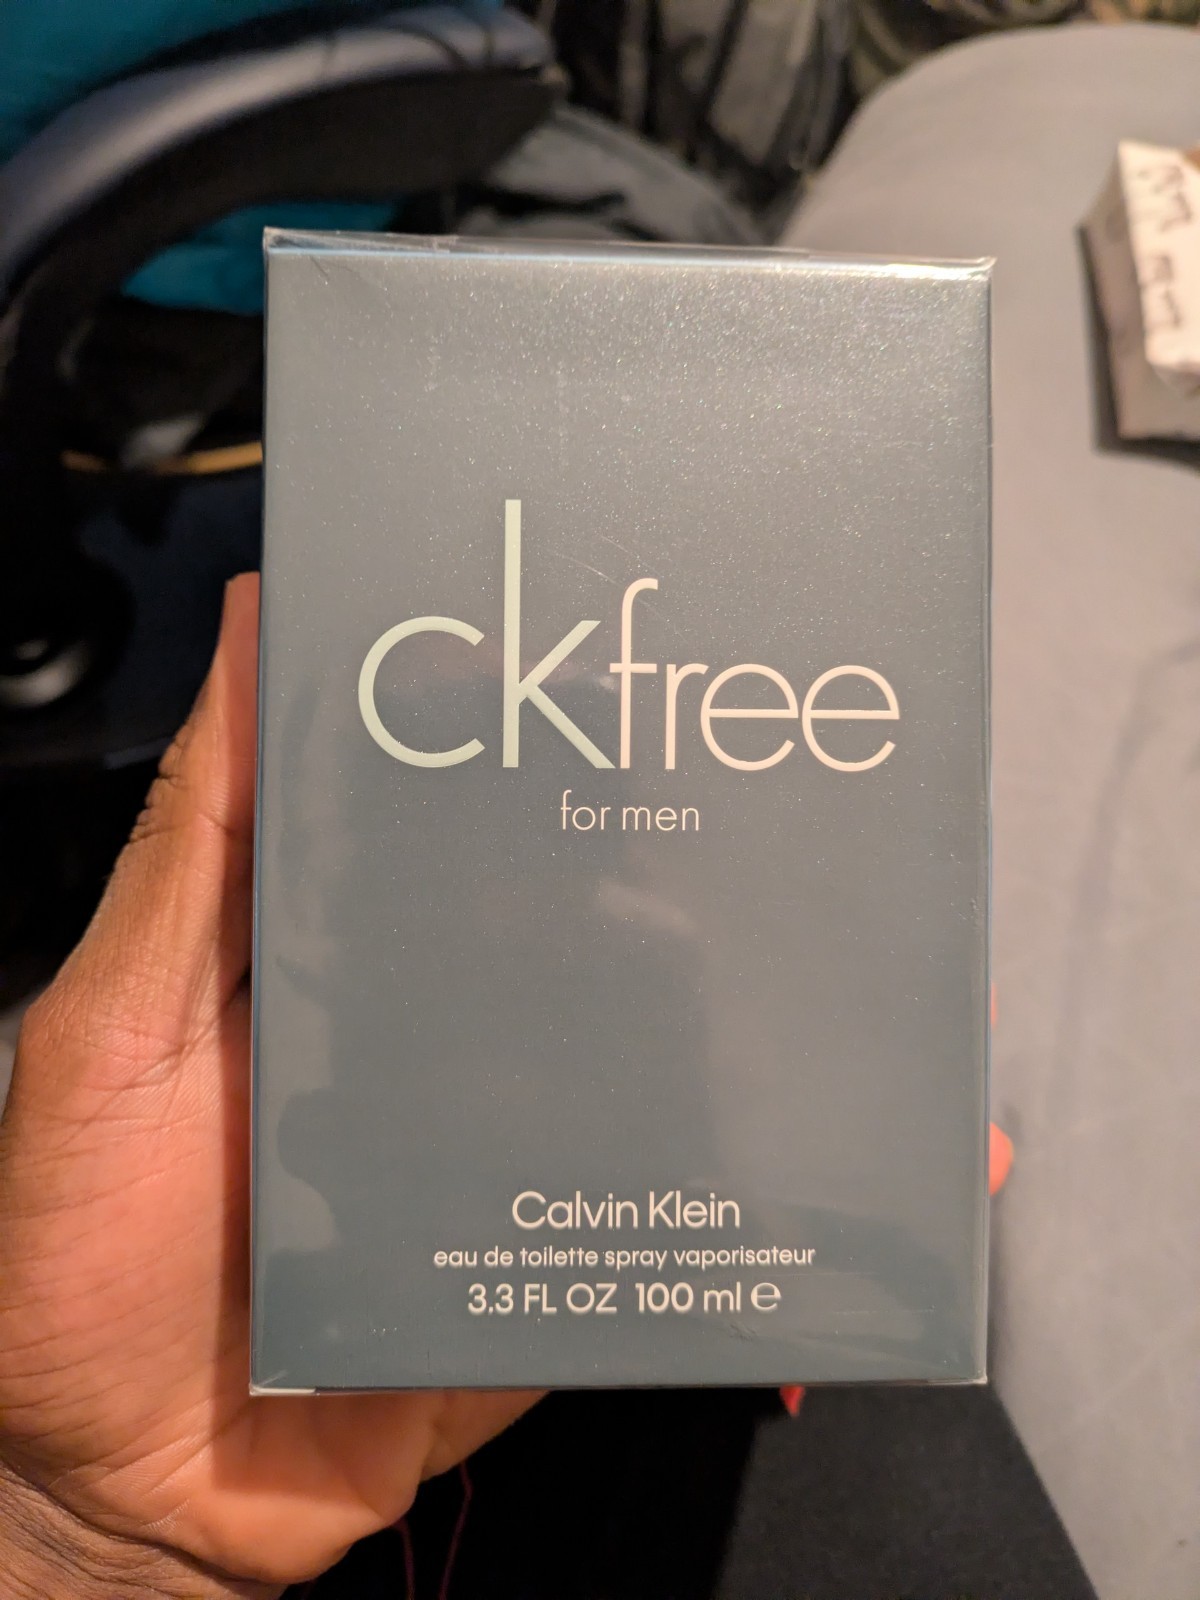 ckfree
for men
Calvin Klein
eau de toilette spray vaporisateur
3.3 FL OZ 100 ml ℮